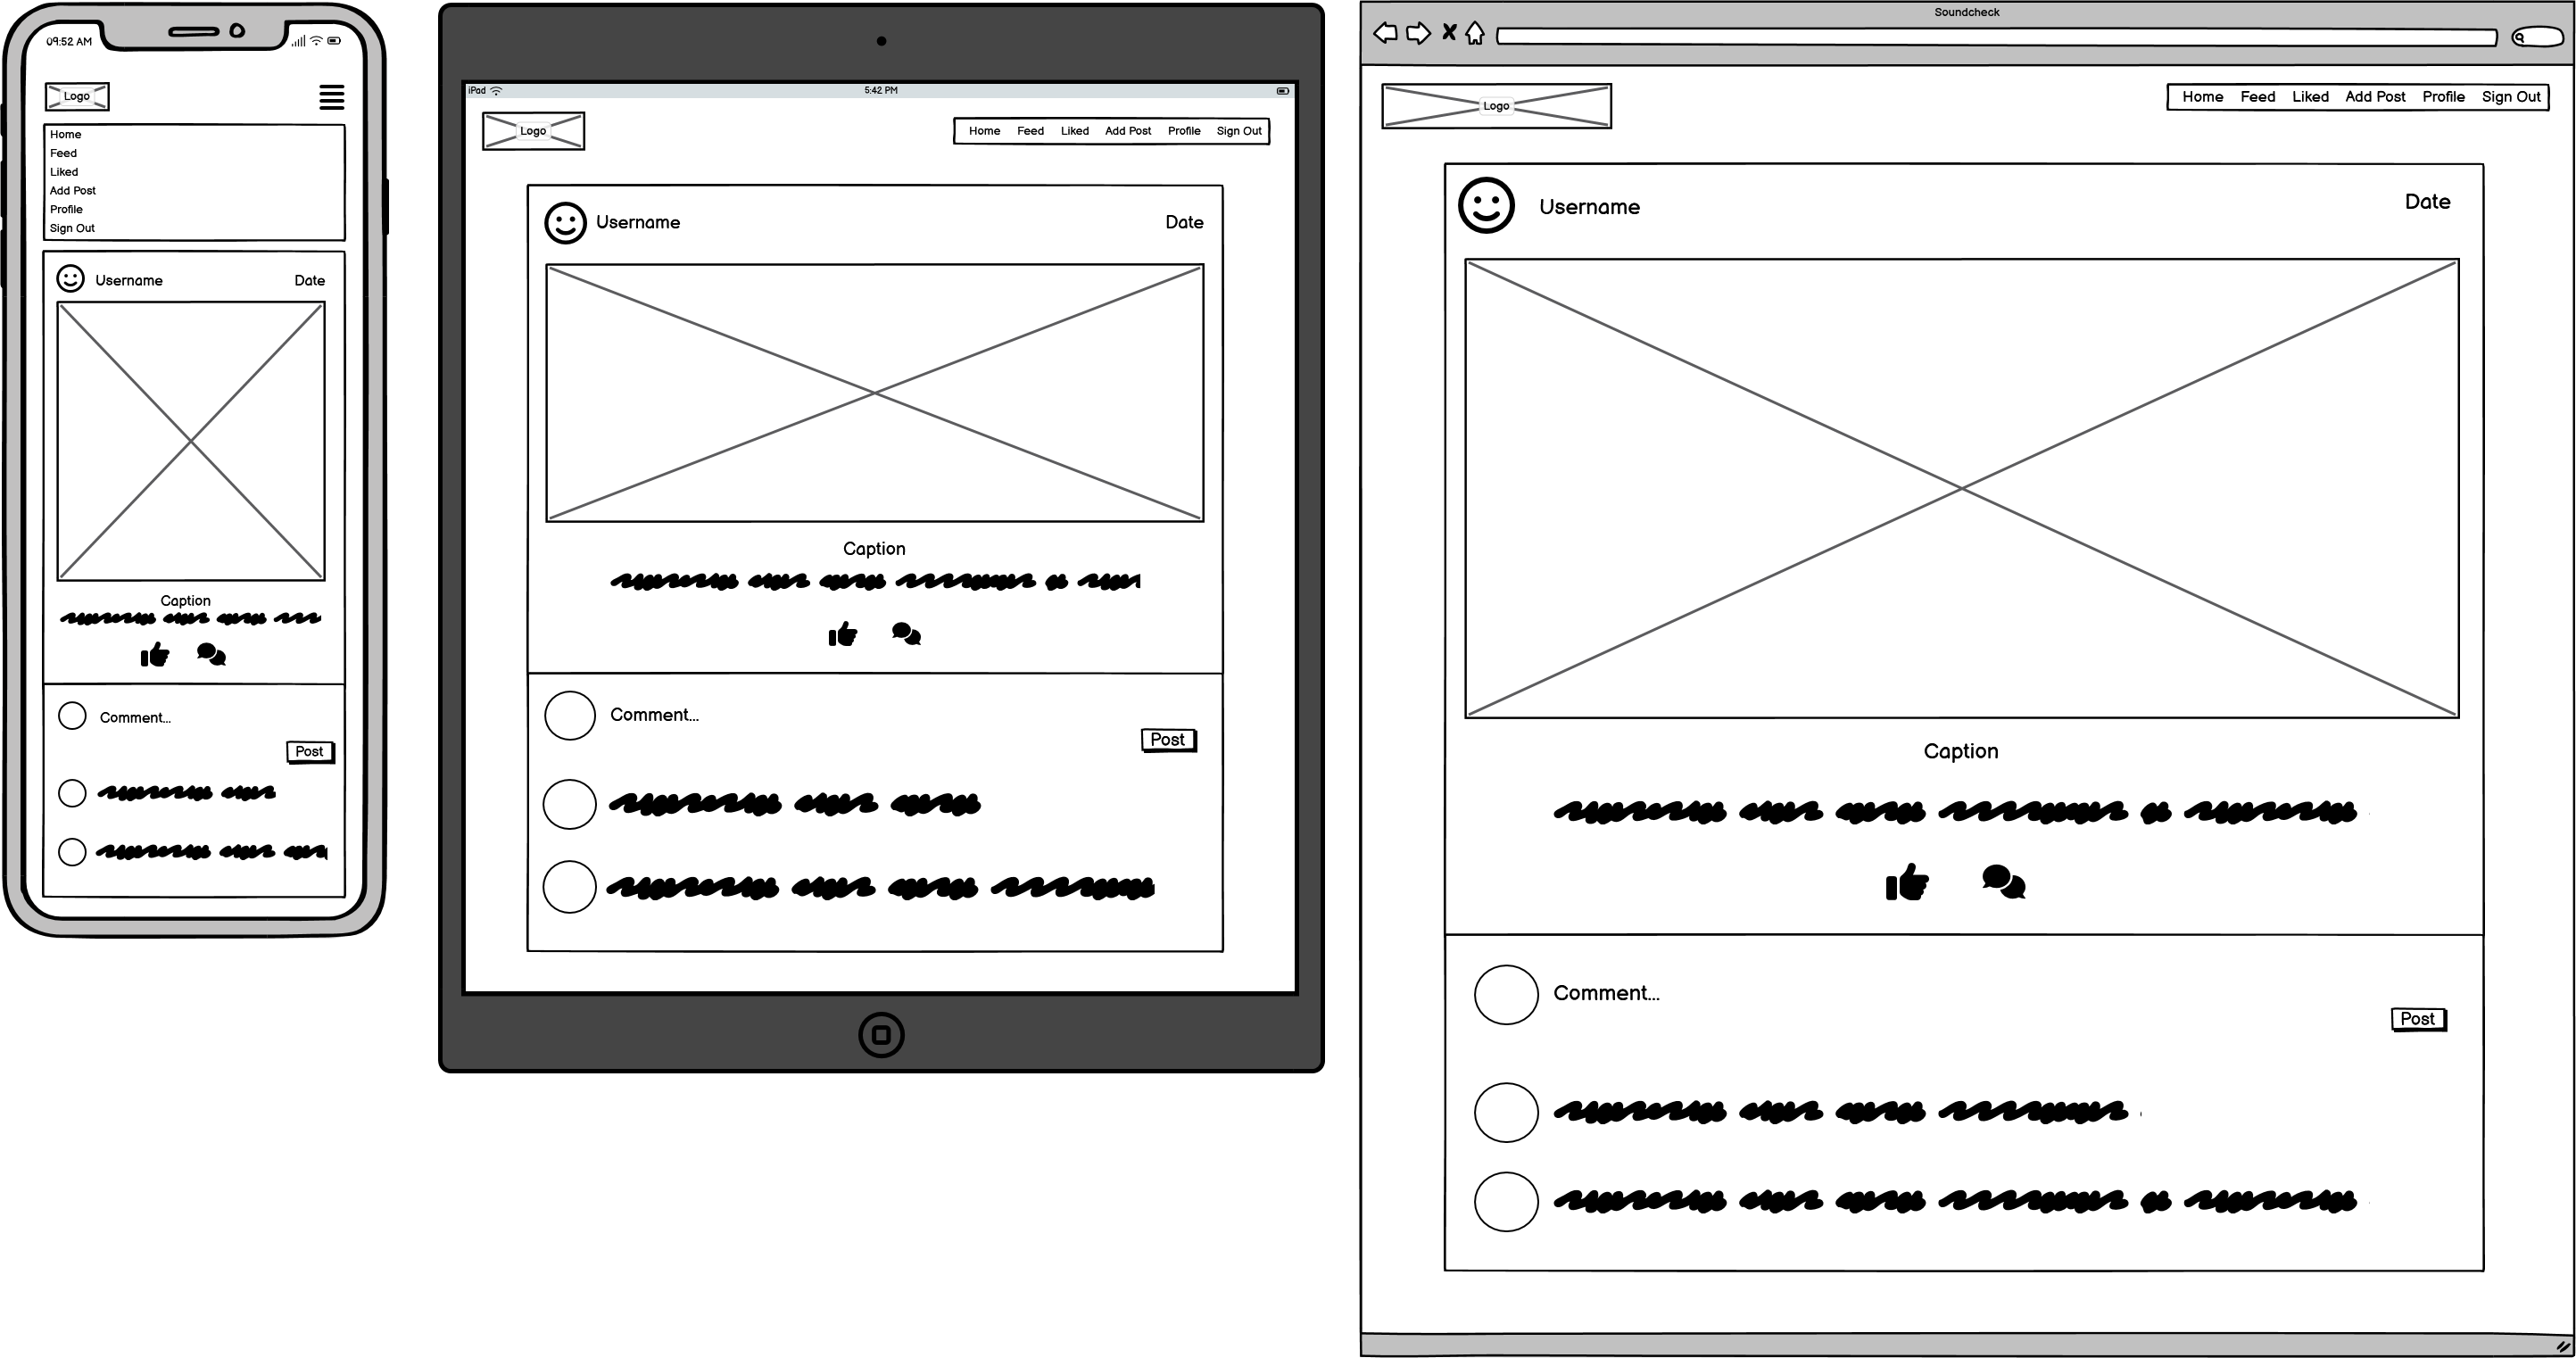 09:52 AM
Logo
Home
Feed
Liked
Add Post
Profile
Sign Out
Username Date
Caption
Comment...
Post
iPad 5:42 PM
Logo
Home Feed Liked Add Post Profile Sign Out
Username Date
Caption
Comment...
Post
Soundcheck
Logo
Home Feed Liked Add Post Profile Sign Out
Username Date
Caption
Comment...
Post